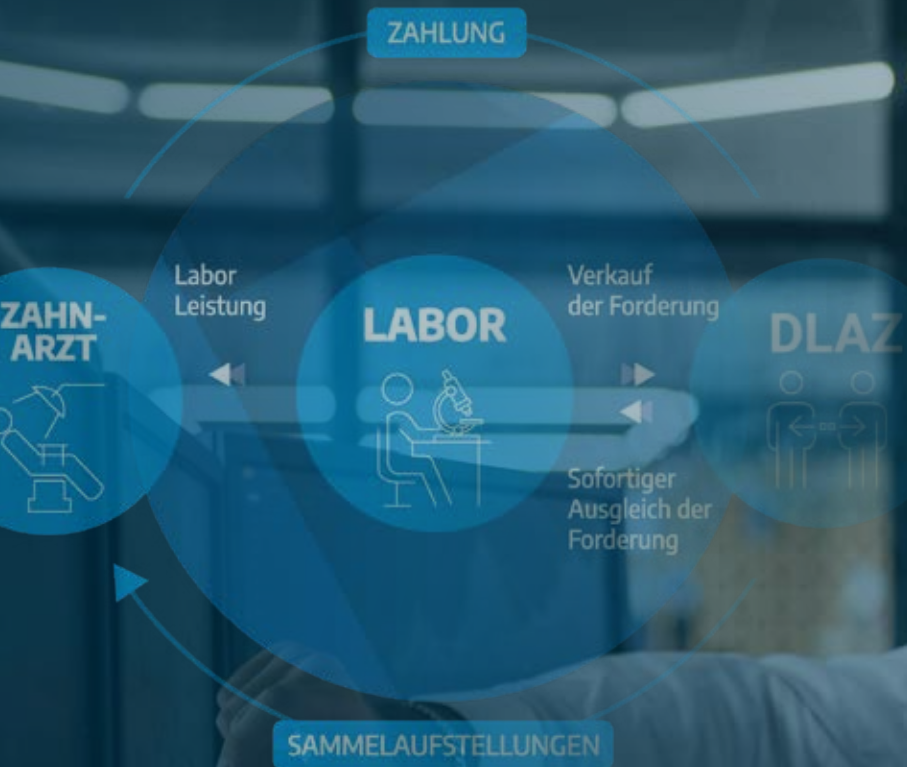 ZAHLUNG
Labor
Leistung
Verkauf
der Forderung
ZAHN-
ARZT
LABOR
DLAZ
Sofortiger
Ausgleich der
Forderung
SAMMELAUFSTELLUNGEN